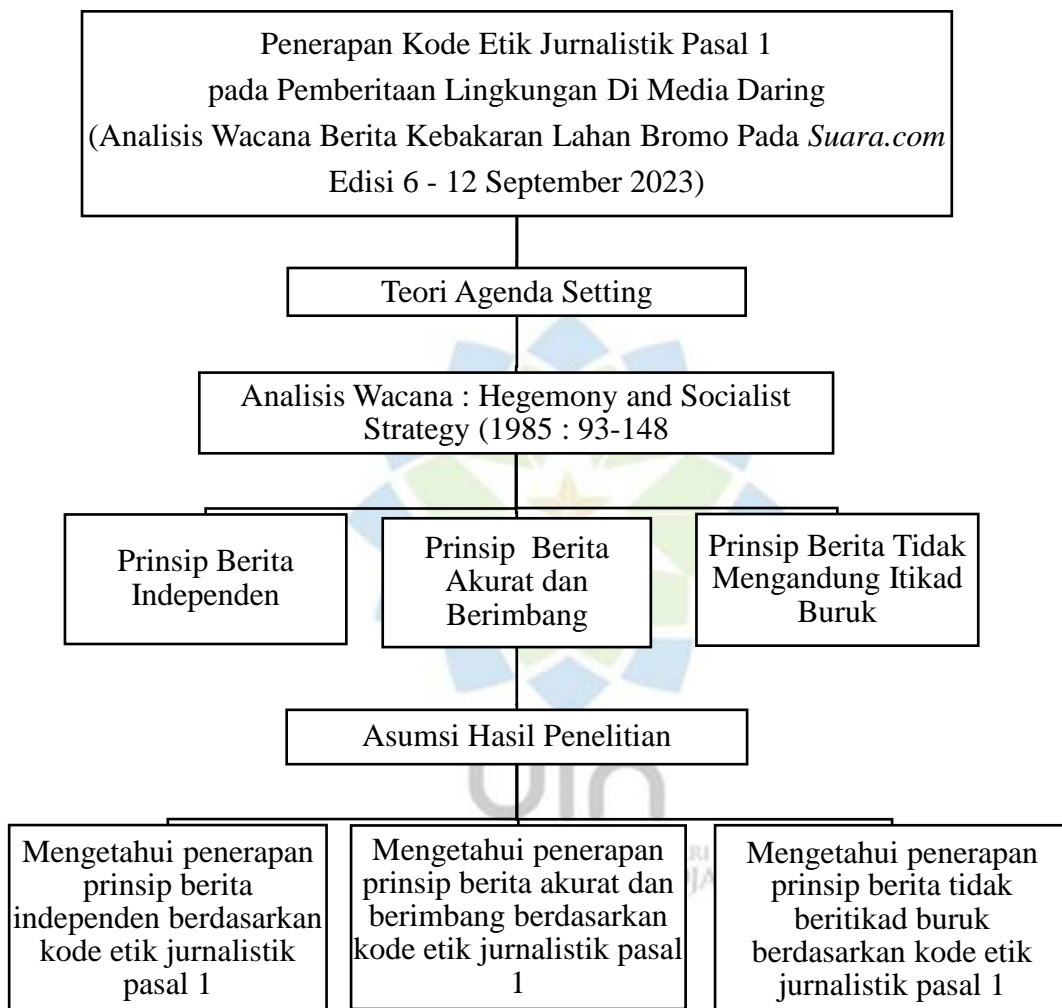 Penerapan Kode Etik Jurnalistik Pasal 1
pada Pemberitaan Lingkungan Di Media Daring
(Analisis Wacana Berita Kebakaran Lahan Bromo Pada Suara.com
Edisi 6 - 12 September 2023)
Teori Agenda Setting
Analisis Wacana : Hegemony and Socialist
Strategy (1985 : 93-148
Prinsip Berita
Independen
Prinsip Berita
Akurat dan
Berimbang
Prinsip Berita Tidak
Mengandung Itikad
Buruk
Asumsi Hasil Penelitian
uin
Mengetahui penerapan
prinsip berita
independen berdasarkan
kode etik jurnalistik
pasal 1
Mengetahui penerapan
prinsip berita akurat dan
berimbang berdasarkan
kode etik jurnalistik pasal
1
Mengetahui penerapan
prinsip berita tidak
beritikad buruk
berdasarkan kode etik
jurnalistik pasal 1